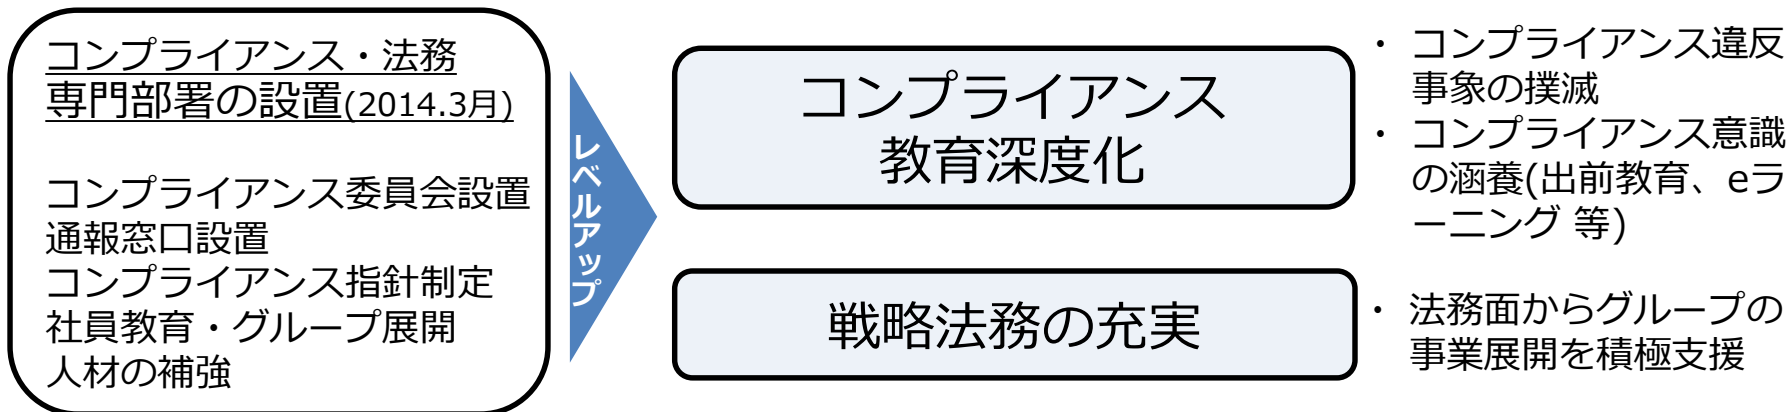 コンプライアンス・法務
専門部署の設置(2014.3月)
コンプライアンス委員会設置
通報窓口設置
コンプライアンス指針制定
社員教育・グループ展開
人材の補強
レベルアップ
コンプライアンス
教育深度化
・ コンプライアンス違反
事象の撲滅
・ コンプライアンス意識
の涵養(出前教育、eラ
ーニング 等)
戦略法務の充実
・ 法務面からグループの
事業展開を積極支援